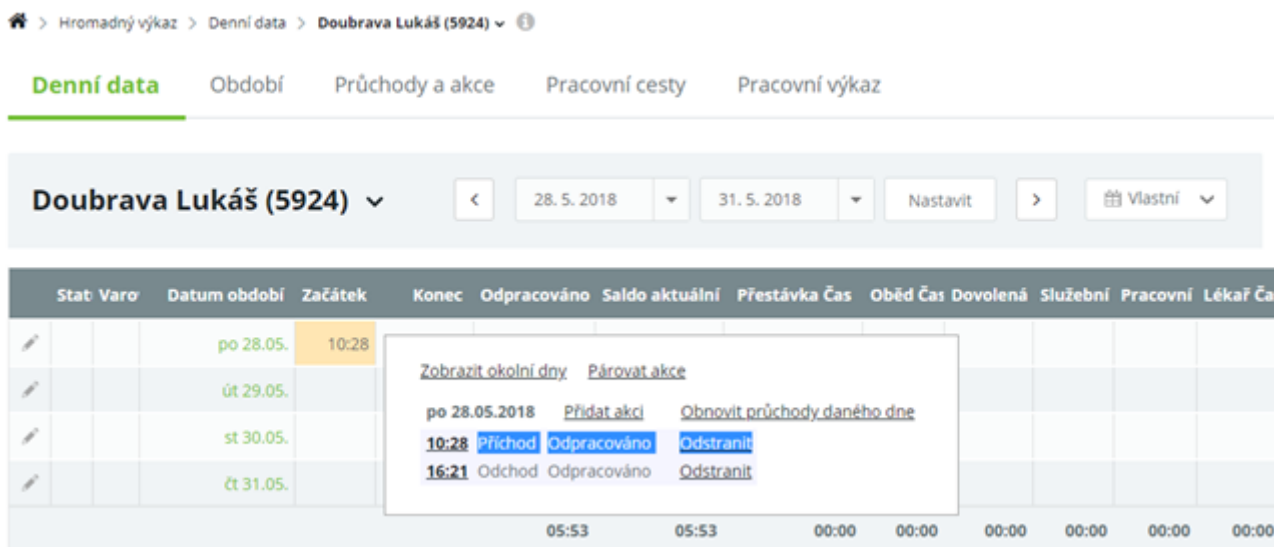 > Hromadný výkaz > Denní data > Doubrava Lukáš (5924)
Denní data Období Průchody a akce Pracovní cesty Pracovní výkaz
Doubrava Lukáš (5924) < 28. 5. 2018 31. 5. 2018 Nastavit > Vlastní
Stat Varo Datum období Začátek Konec Odpracováno Saldo aktuální Přestávka Čas Oběd Čas Dovolená Služební Pracovní Lékař Ča
po 28.05. 10:28
út 29.05.
st 30.05.
čt 31.05.
Zobrazit okolní dny Párovat akce
po 28.05.2018 Přidat akci Obnovit průchody daného dne
10:28 Příchod Odpracováno Odstranit
16:21 Odchod Odpracováno Odstranit
05:53 05:53 00:00 00:00 00:00 00:00 00:00 00:00